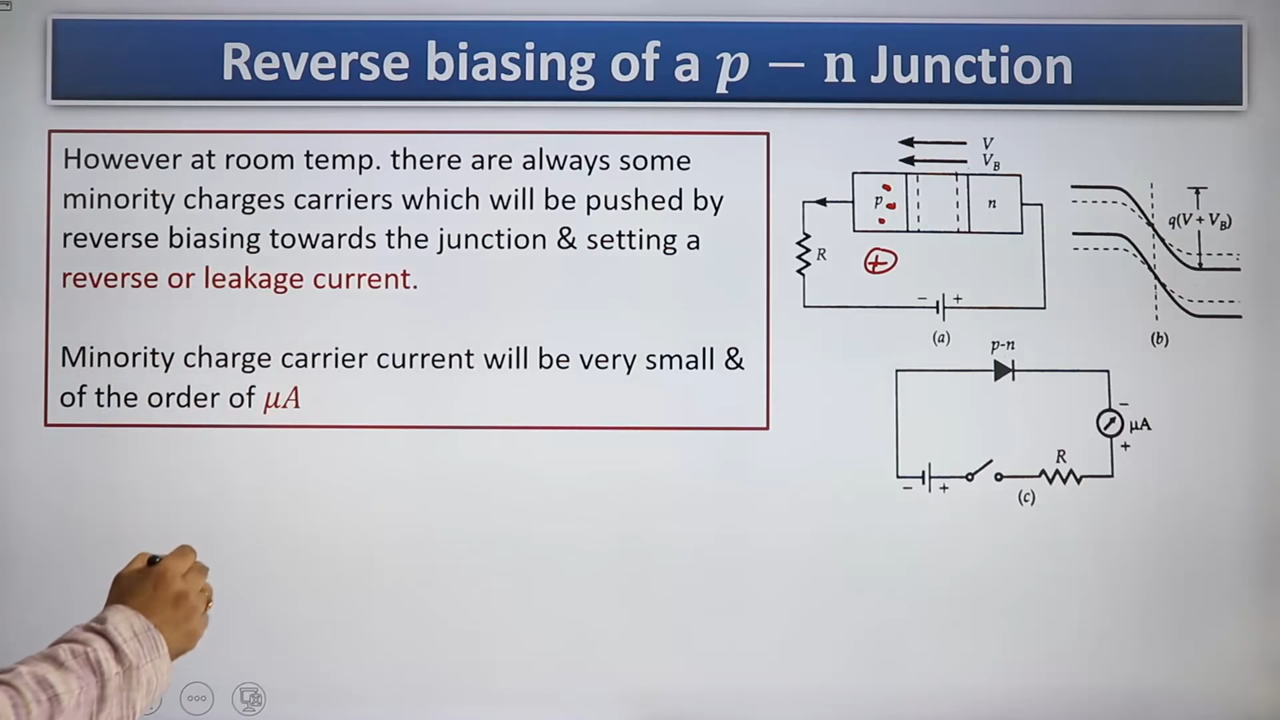 Reverse biasing of a p − n Junction
However at room temp. there are always some
minority charges carriers which will be pushed by
reverse biasing towards the junction & setting a
reverse or leakage current.
Minority charge carrier current will be very small &
of the order of μA
V
V_B
p
n
R
+
− +
(a)
q(V + V_B)
(b)
p-n
−
μA
+
R
− +
(c)